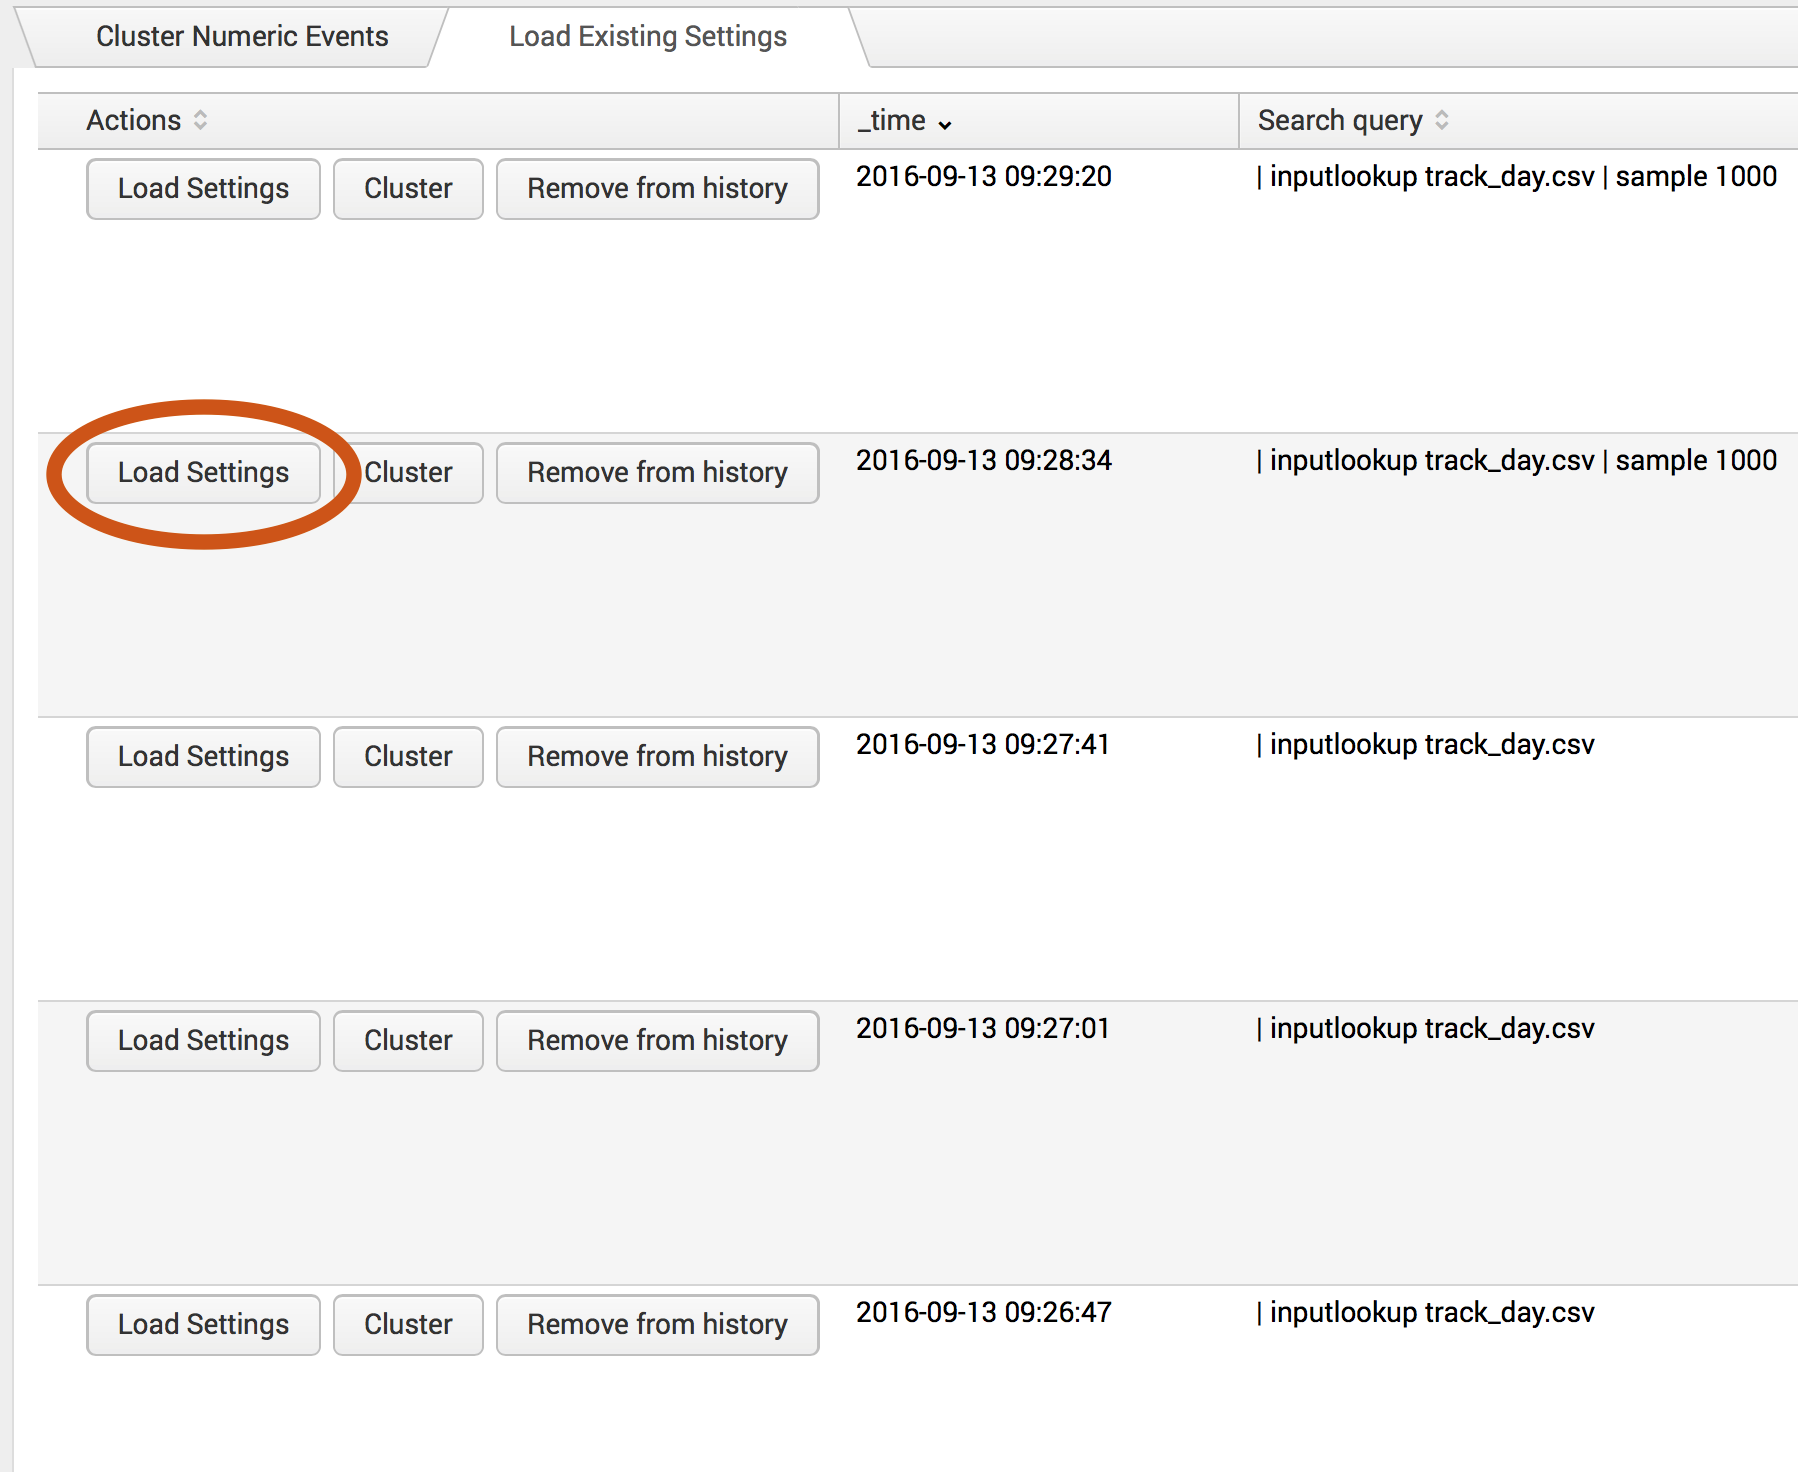 Cluster Numeric Events Load Existing Settings
Actions _time Search query
Load Settings Cluster Remove from history 2016-09-13 09:29:20 | inputlookup track_day.csv | sample 1000
Load Settings Cluster Remove from history 2016-09-13 09:28:34 | inputlookup track_day.csv | sample 1000
Load Settings Cluster Remove from history 2016-09-13 09:27:41 | inputlookup track_day.csv
Load Settings Cluster Remove from history 2016-09-13 09:27:01 | inputlookup track_day.csv
Load Settings Cluster Remove from history 2016-09-13 09:26:47 | inputlookup track_day.csv